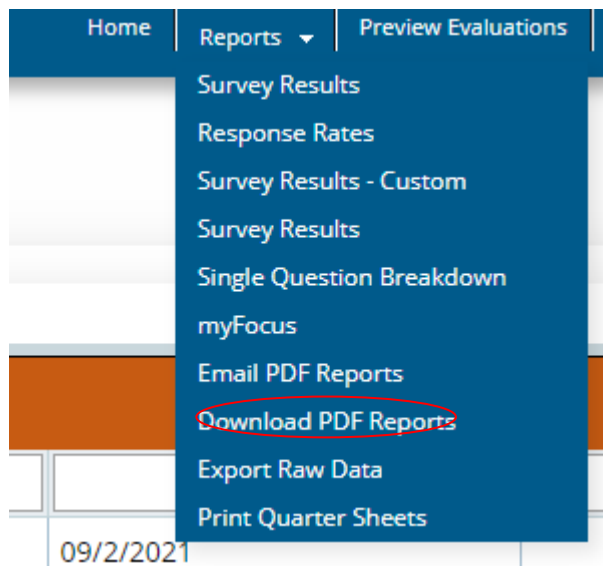 Home Reports Preview Evaluations
Survey Results
Response Rates
Survey Results - Custom
Survey Results
Single Question Breakdown
myFocus
Email PDF Reports
Download PDF Reports
Export Raw Data
Print Quarter Sheets
09/2/2021